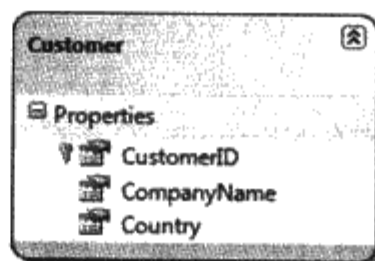 Customer
Properties
CustomerID
CompanyName
Country